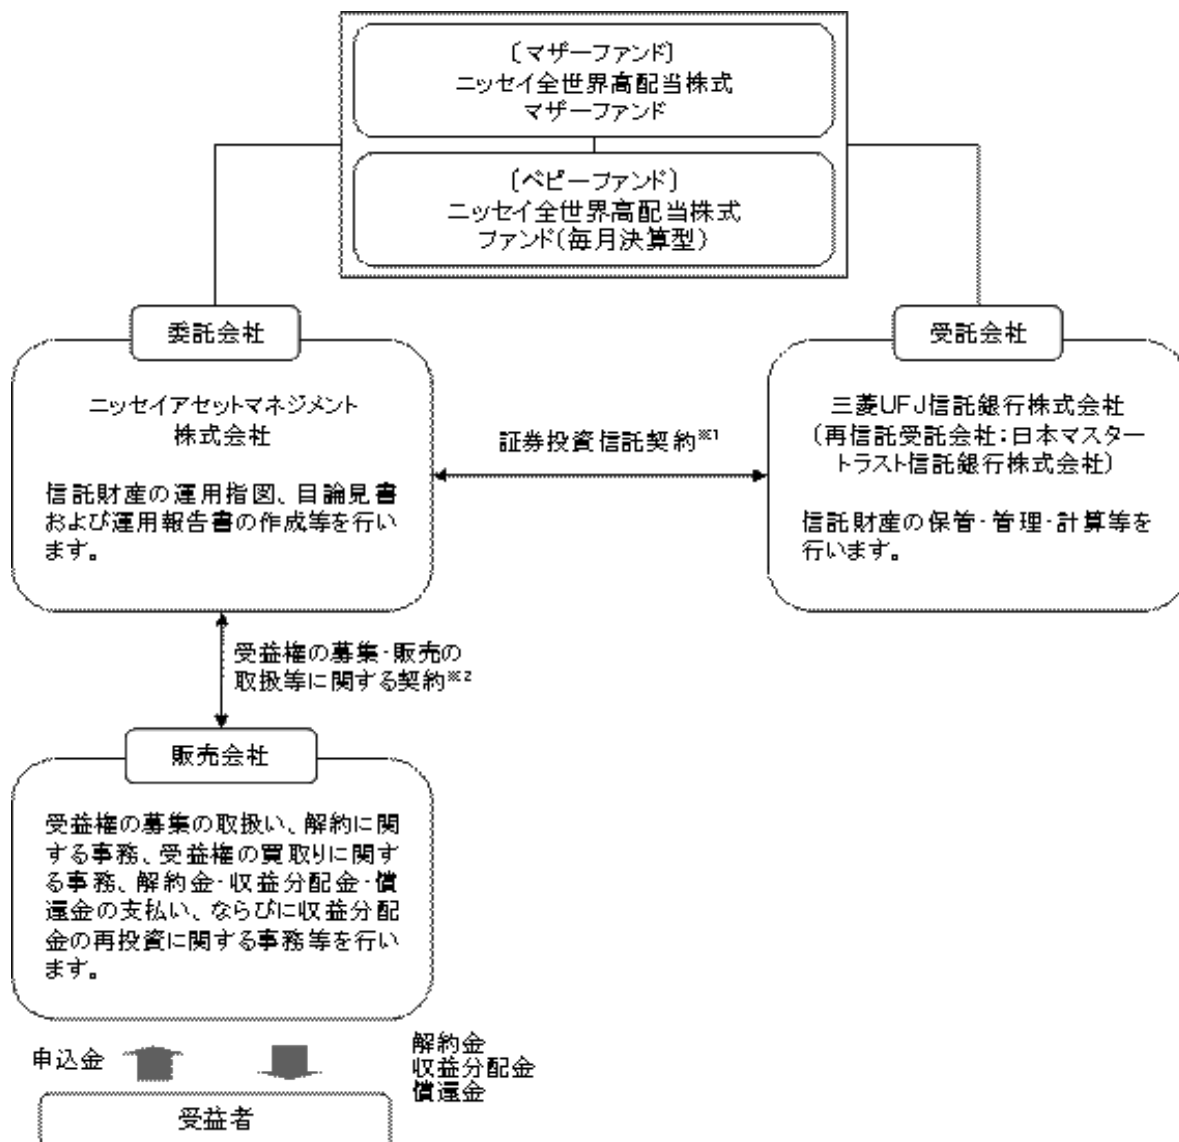 〔マザーファンド〕
ニッセイ全世界高配当株式
マザーファンド
〔ベビーファンド〕
ニッセイ全世界高配当株式
ファンド(毎月決算型)
委託会社
ニッセイアセットマネジメント
株式会社
信託財産の運用指図、目論見書
および運用報告書の作成等を行い
ます。
受託会社
三菱UFJ信託銀行株式会社
(再信託受託会社:日本マスター
トラスト信託銀行株式会社)
信託財産の保管・管理・計算等を
行います。
証券投資信託契約※1
受益権の募集・販売の
取扱等に関する契約※2
販売会社
受益権の募集の取扱い、解約に関
する事務、受益権の買取りに関す
る事務、解約金・収益分配金・償
還金の支払い、ならびに収益分配
金の再投資に関する事務等を行い
ます。
申込金
解約金
収益分配金
償還金
受益者